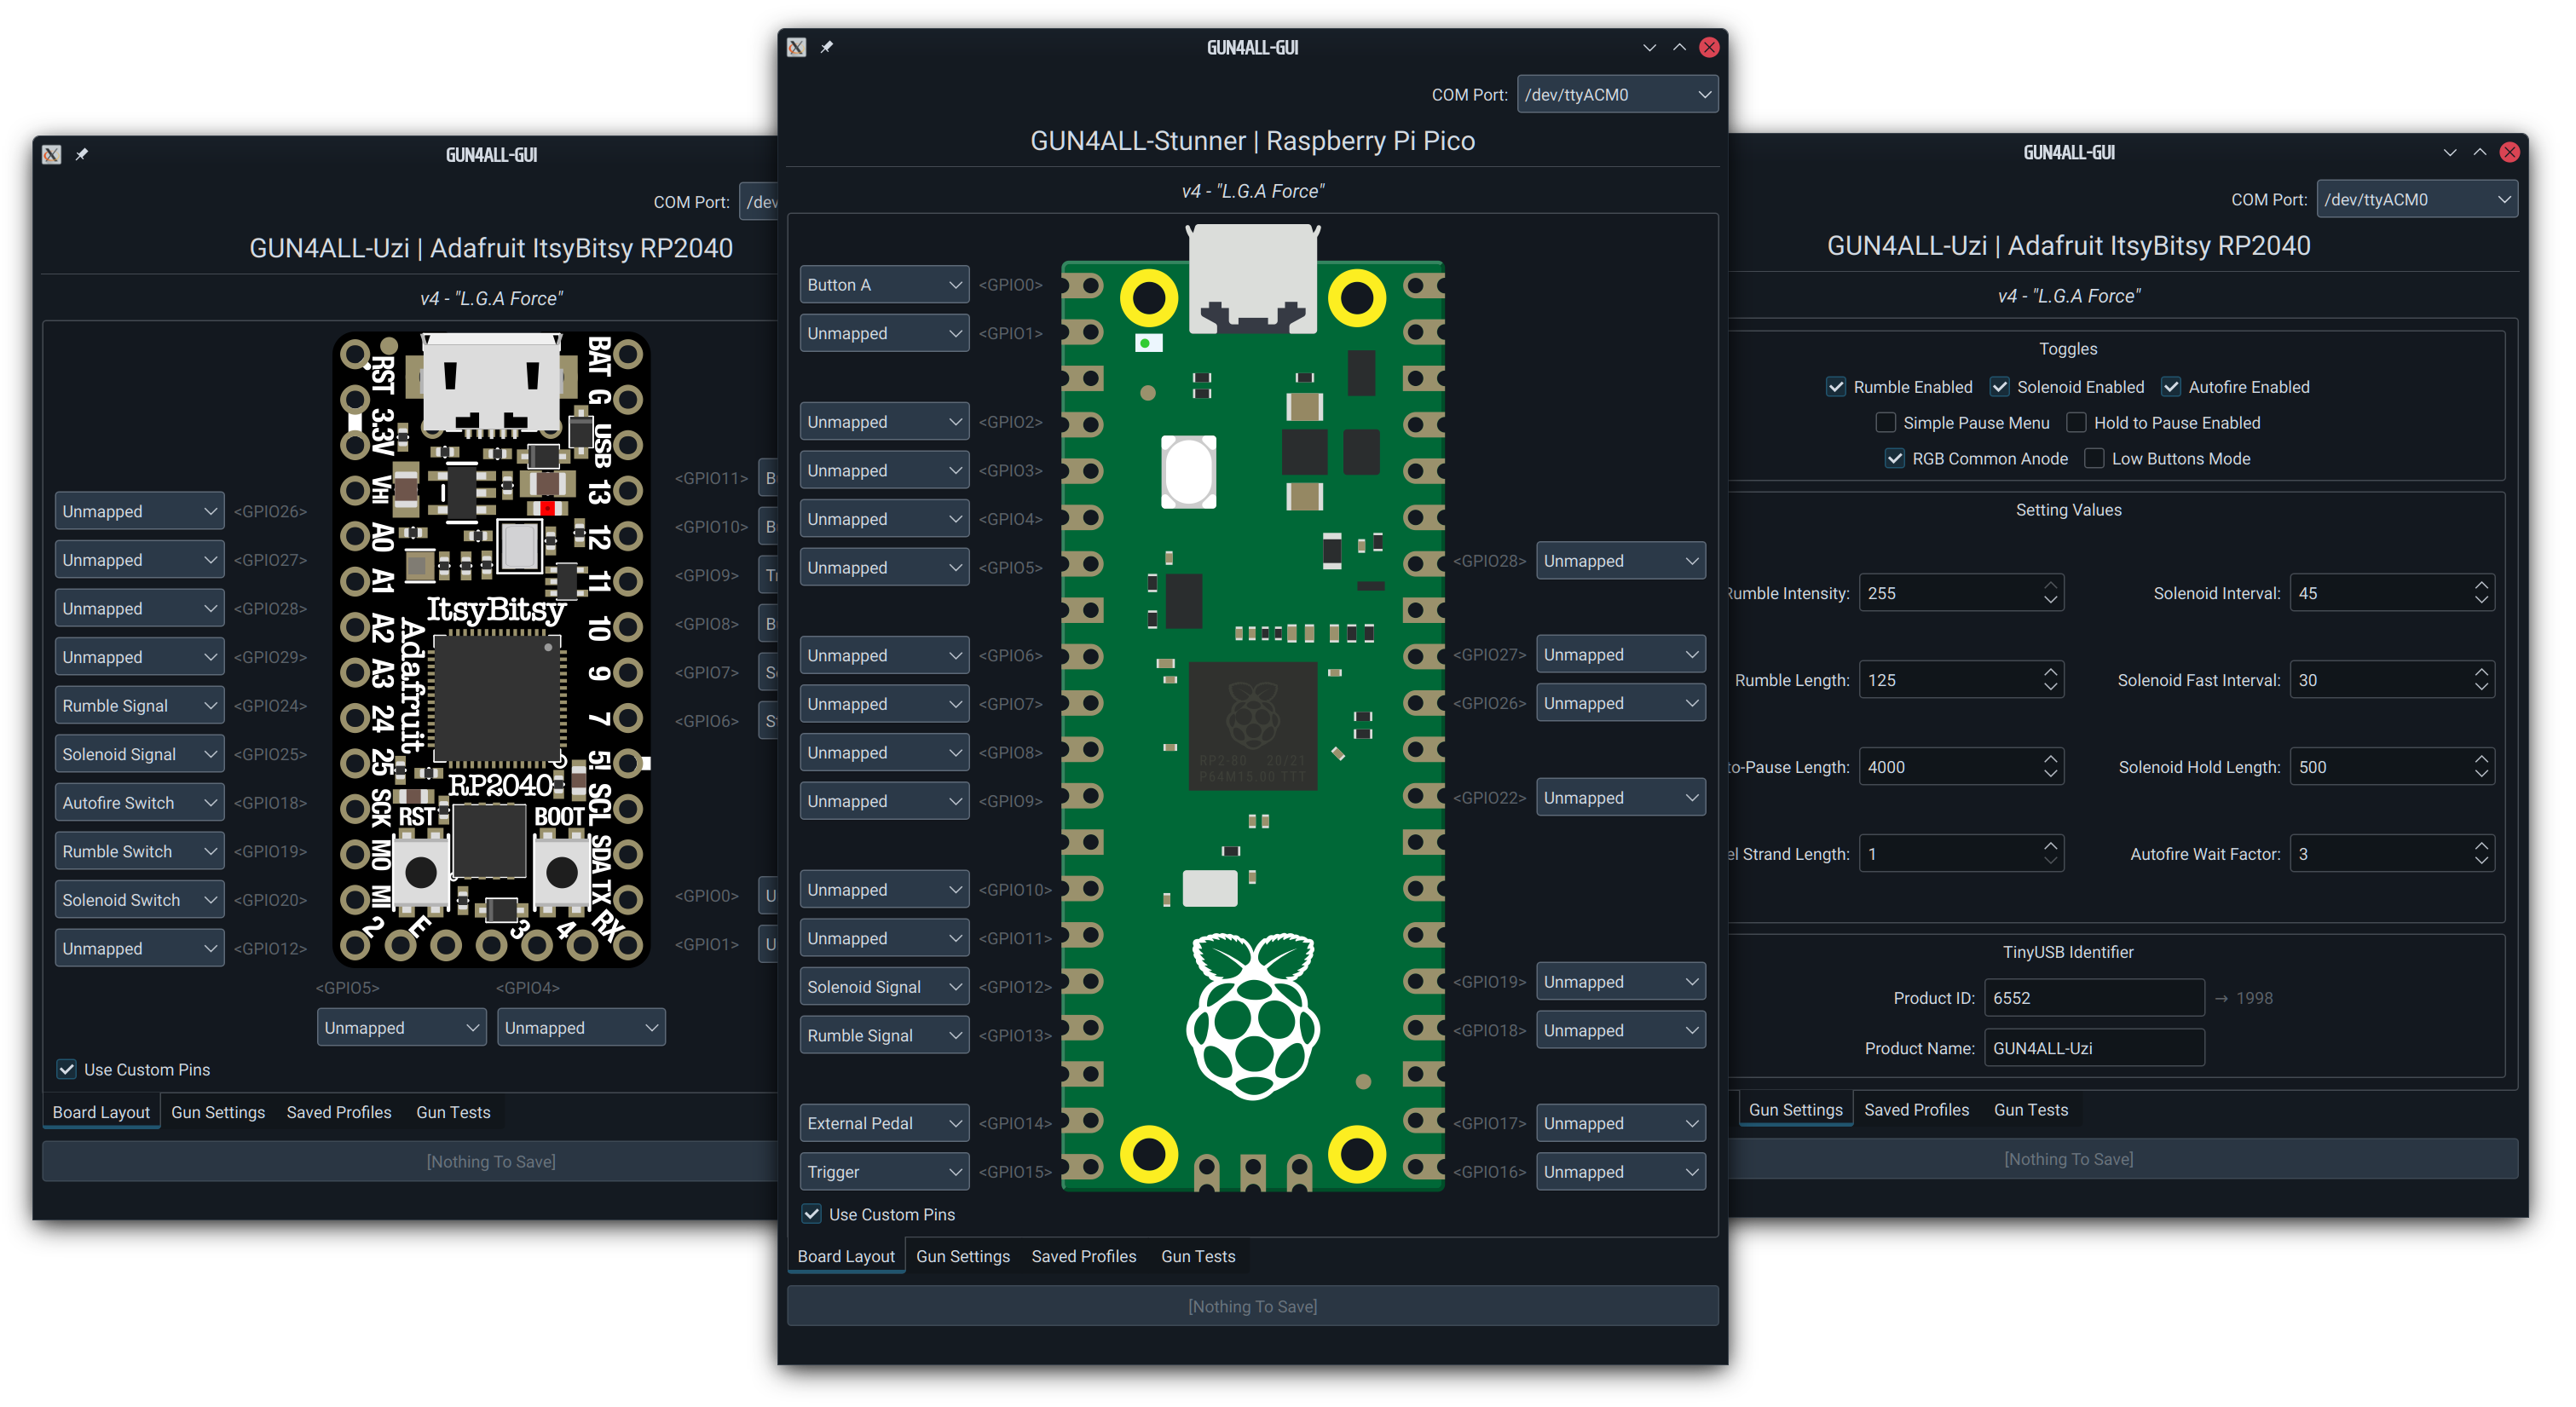 GUN4ALL-GUI
COM Port: /dev
GUN4ALL-Uzi | Adafruit ItsyBitsy RP2040
v4 - "L.G.A Force"
Unmapped <GPIO26>
Unmapped <GPIO27>
Unmapped <GPIO28>
Unmapped <GPIO29>
Rumble Signal <GPIO24>
Solenoid Signal <GPIO25>
Autofire Switch <GPIO18>
Rumble Switch <GPIO19>
Solenoid Switch <GPIO20>
Unmapped <GPIO12>
RST
3.3V
VHI
A0
A1
A2
A3
24
25
SCK
MO
MI
2
E
3
4
RX
BAT
G
USB
13
12
11
10
9
7
5!
SCL
SDA
TX
ItsyBitsy
Adafruit
RP2040
RST
BOOT
<GPIO11> B
<GPIO10> B
<GPIO9> T
<GPIO8> B
<GPIO7> S
<GPIO6> S
<GPIO0> U
<GPIO1> U
<GPIO5> <GPIO4>
Unmapped Unmapped
Use Custom Pins
Board Layout Gun Settings Saved Profiles Gun Tests
[Nothing To Save]
GUN4ALL-GUI
COM Port: /dev/ttyACM0
GUN4ALL-Stunner | Raspberry Pi Pico
v4 - "L.G.A Force"
Button A <GPIO0>
Unmapped <GPIO1>
Unmapped <GPIO2>
Unmapped <GPIO3>
Unmapped <GPIO4>
Unmapped <GPIO5>
Unmapped <GPIO6>
Unmapped <GPIO7>
Unmapped <GPIO8>
Unmapped <GPIO9>
Unmapped <GPIO10>
Unmapped <GPIO11>
Solenoid Signal <GPIO12>
Rumble Signal <GPIO13>
External Pedal <GPIO14>
Trigger <GPIO15>
RP2-B0 20/21
P64M15.00 TTT
<GPIO28> Unmapped
<GPIO27> Unmapped
<GPIO26> Unmapped
<GPIO22> Unmapped
<GPIO19> Unmapped
<GPIO18> Unmapped
<GPIO17> Unmapped
<GPIO16> Unmapped
Use Custom Pins
Board Layout Gun Settings Saved Profiles Gun Tests
[Nothing To Save]
GUN4ALL-GUI
COM Port: /dev/ttyACM0
GUN4ALL-Uzi | Adafruit ItsyBitsy RP2040
v4 - "L.G.A Force"
Toggles
Rumble Enabled Solenoid Enabled Autofire Enabled
Simple Pause Menu Hold to Pause Enabled
RGB Common Anode Low Buttons Mode
Setting Values
Rumble Intensity: 255 Solenoid Interval: 45
Rumble Length: 125 Solenoid Fast Interval: 30
to-Pause Length: 4000 Solenoid Hold Length: 500
el Strand Length: 1 Autofire Wait Factor: 3
TinyUSB Identifier
Product ID: 6552 → 1998
Product Name: GUN4ALL-Uzi
Gun Settings Saved Profiles Gun Tests
[Nothing To Save]